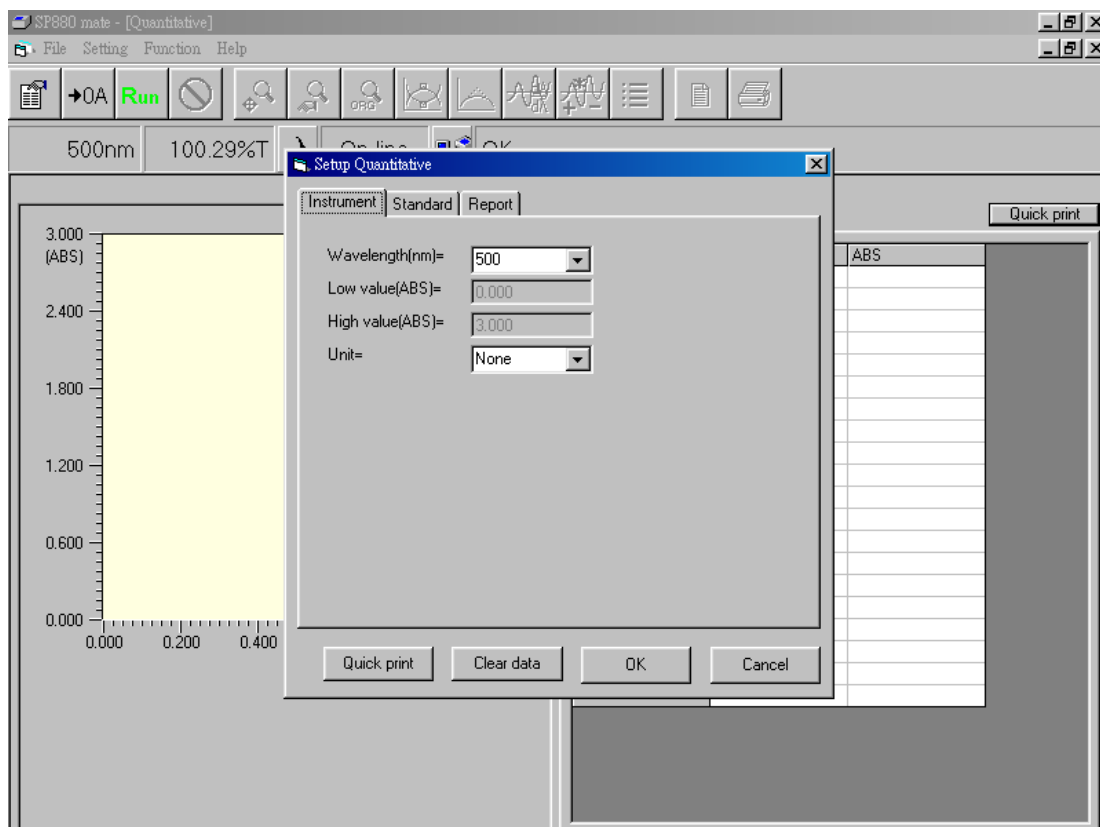 SP880 mate - [Quantitative]
File Setting Function Help
→0A Run ORG dλ
500nm 100.29%T λ On-line OK
Setup Quantitative
Instrument Standard Report
Quick print
Wavelength(nm)= 500
Low value(ABS)= 0.000
High value(ABS)= 3.000
Unit= None
Quick print Clear data OK Cancel
3.000
(ABS)
2.400
1.800
1.200
0.600
0.000
0.000 0.200 0.400
ABS